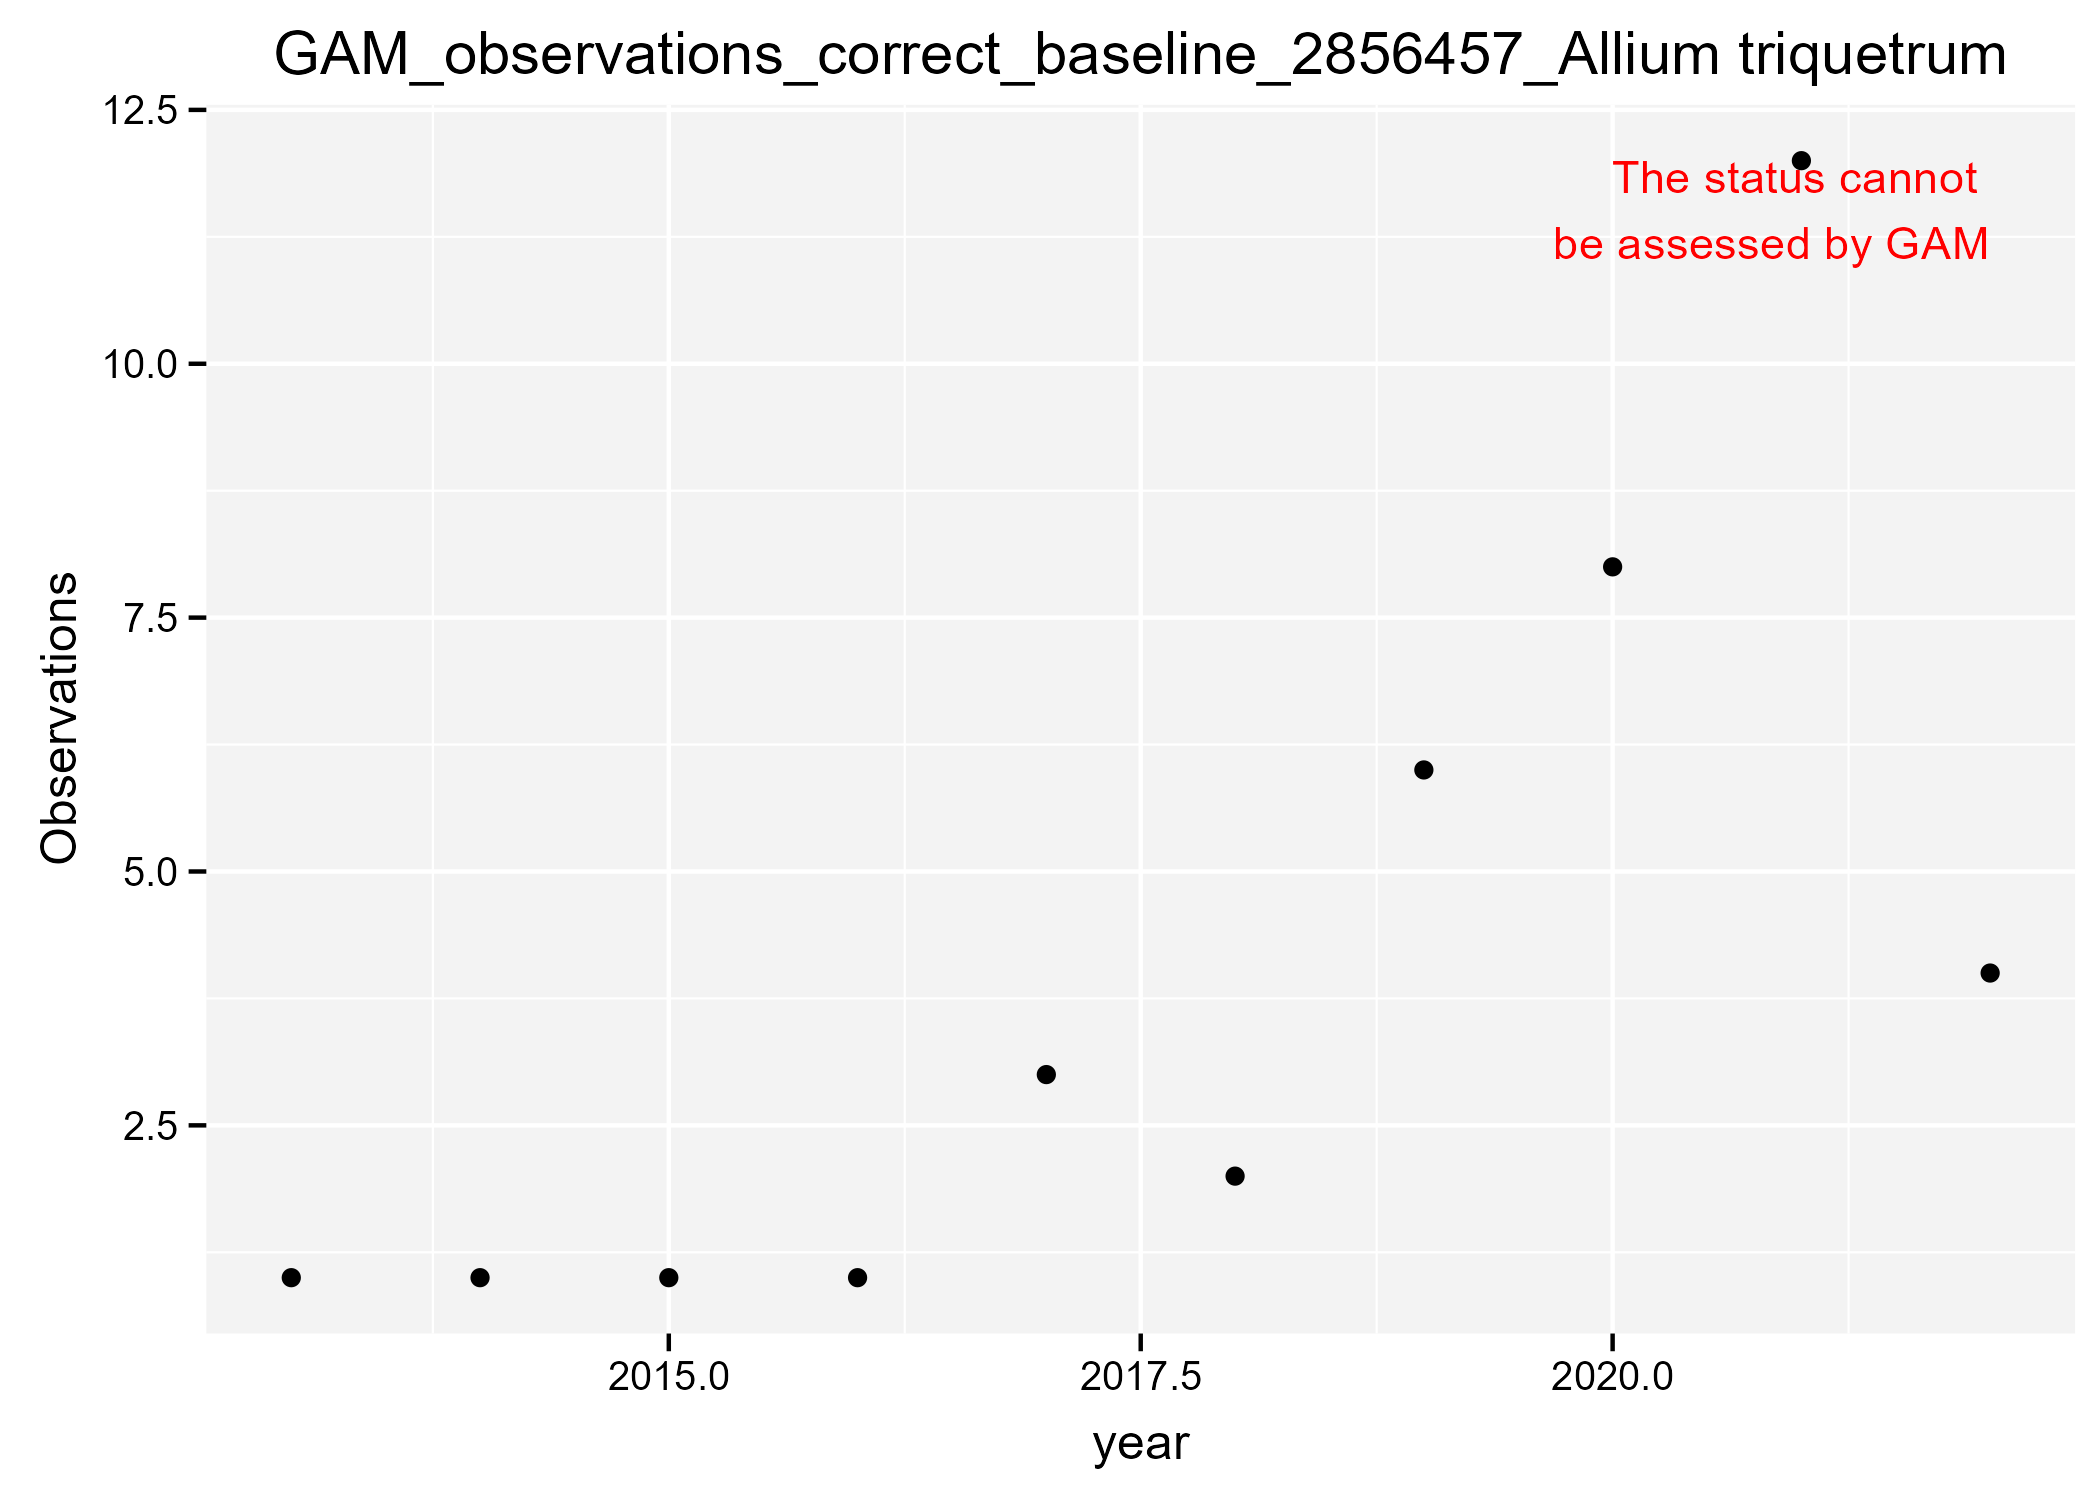 GAM_observations_correct_baseline_2856457_Allium triquetrum
12.5
The status cannot
be assessed by GAM
10.0
7.5
Observations
5.0
2.5
2015.0
2017.5
2020.0
year